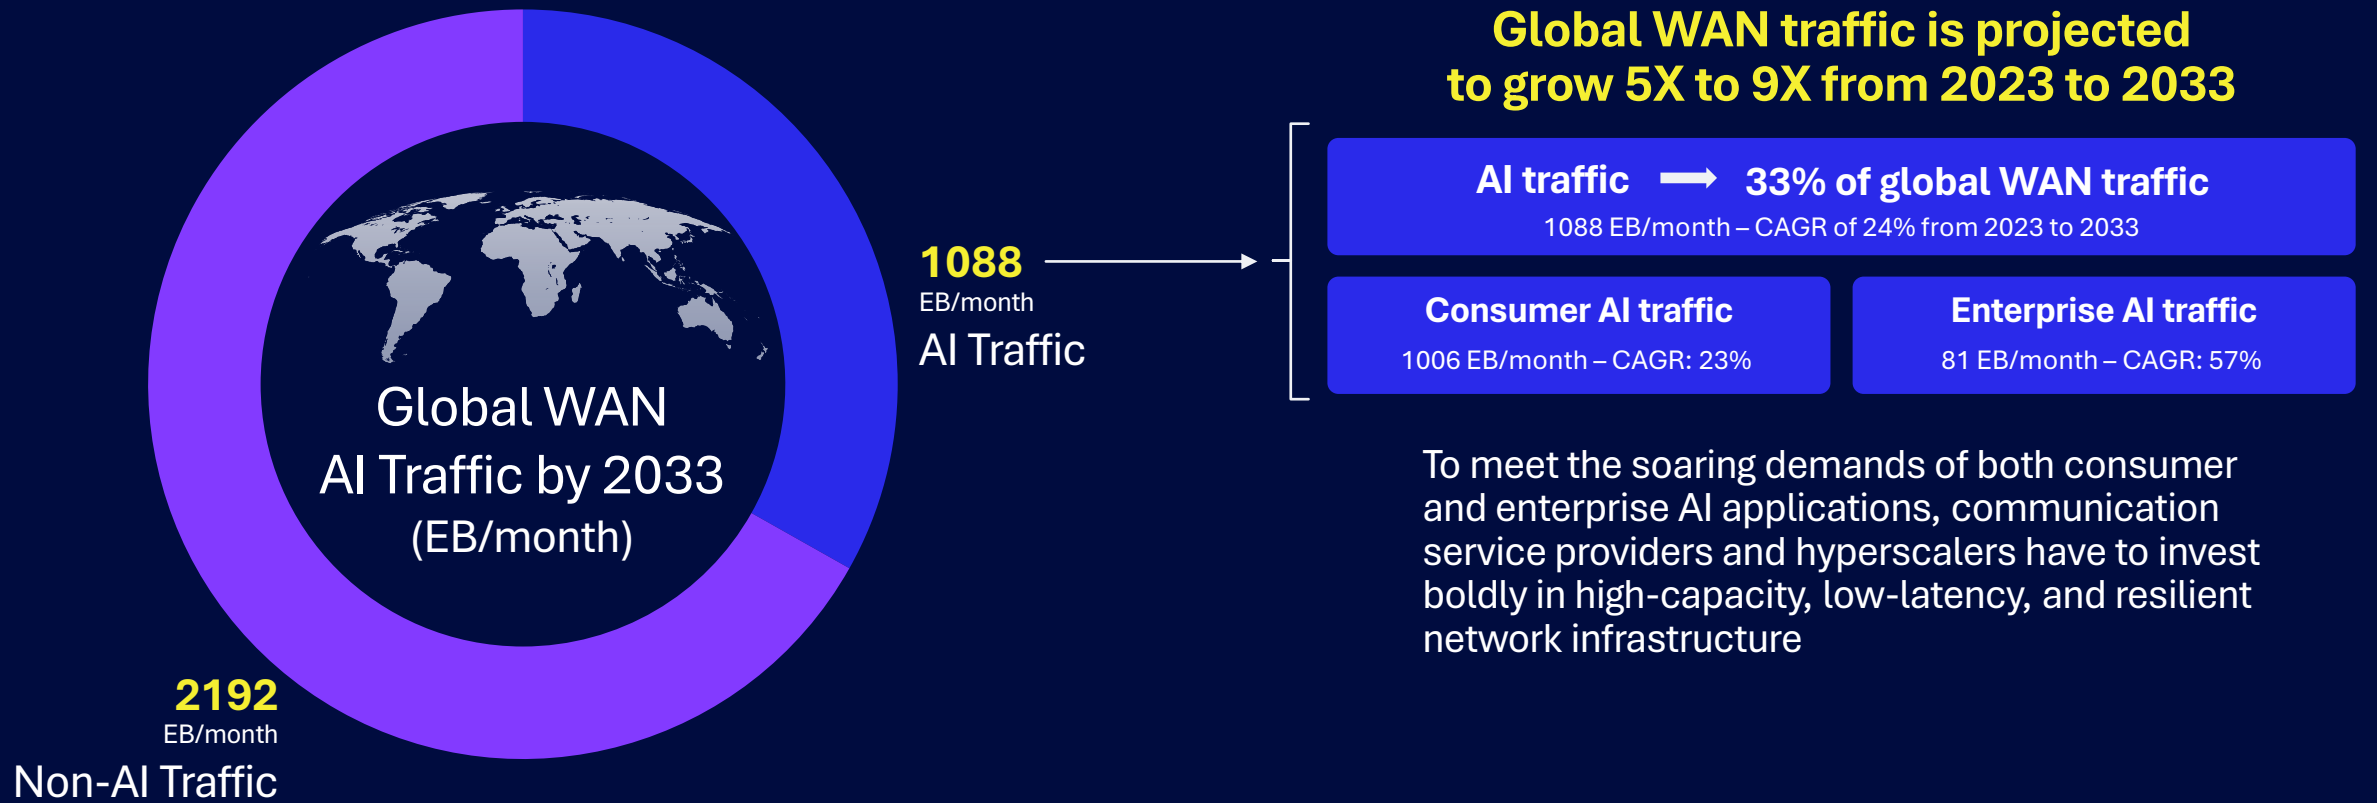 Global WAN
AI Traffic by 2033
(EB/month)
2192
EB/month
Non-AI Traffic
1088
EB/month
AI Traffic
Global WAN traffic is projected
to grow 5X to 9X from 2023 to 2033
AI traffic 33% of global WAN traffic
1088 EB/month – CAGR of 24% from 2023 to 2033
Consumer AI traffic
1006 EB/month – CAGR: 23%
Enterprise AI traffic
81 EB/month – CAGR: 57%
To meet the soaring demands of both consumer
and enterprise AI applications, communication
service providers and hyperscalers have to invest
boldly in high-capacity, low-latency, and resilient
network infrastructure